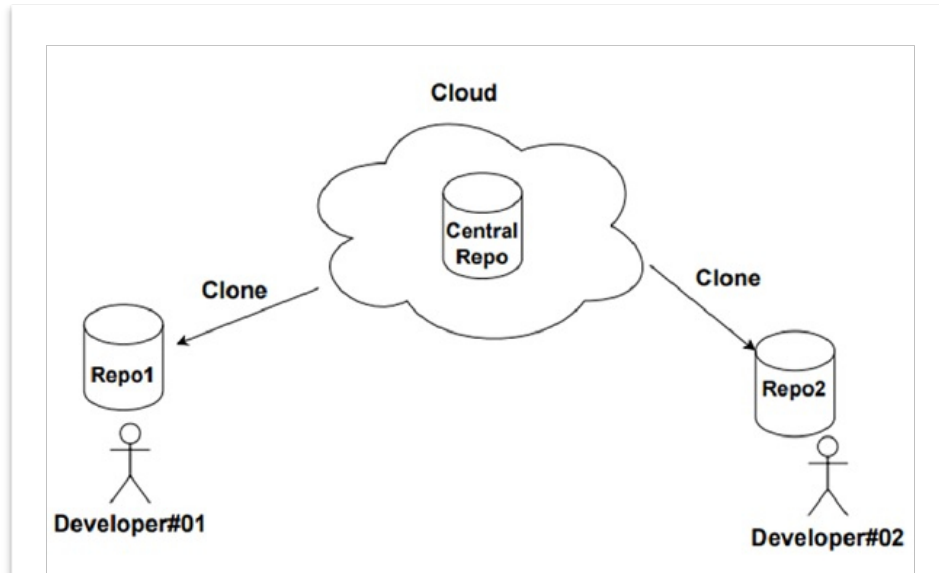 Cloud
Central
Repo
Clone
Clone
Repo1
Repo2
Developer#01
Developer#02